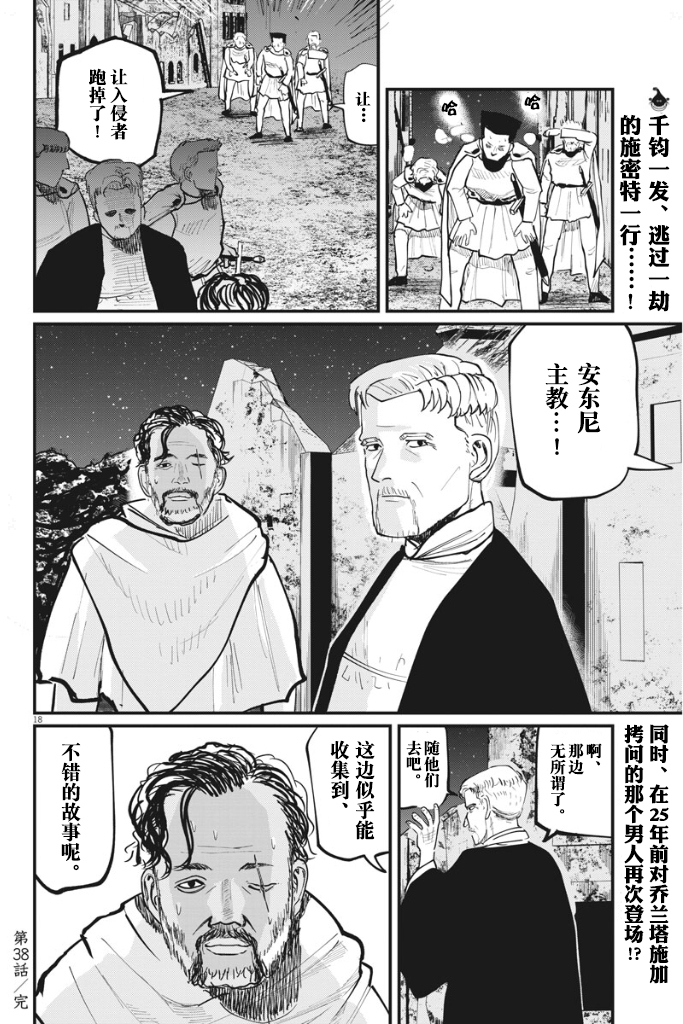 千钧一发、逃过一劫
的施密特一行……！
哈
哈
让…
让入侵者
跑掉了！
安东尼
主教…！
同时、在25年前对乔兰塔施加
拷问的那个男人再次登场!?
啊、
那边
无所谓了。
随他们
去吧。
这边似乎能
收集到、
不错的故事呢。
18
第38話／完